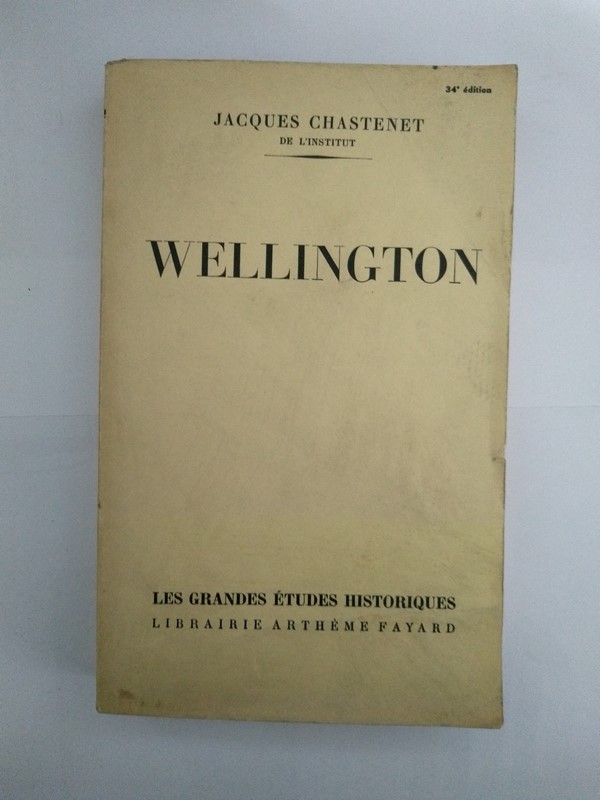 34e édition
JACQUES CHASTENET
DE L'INSTITUT
WELLINGTON
LES GRANDES ÉTUDES HISTORIQUES
LIBRAIRIE ARTHÈME FAYARD